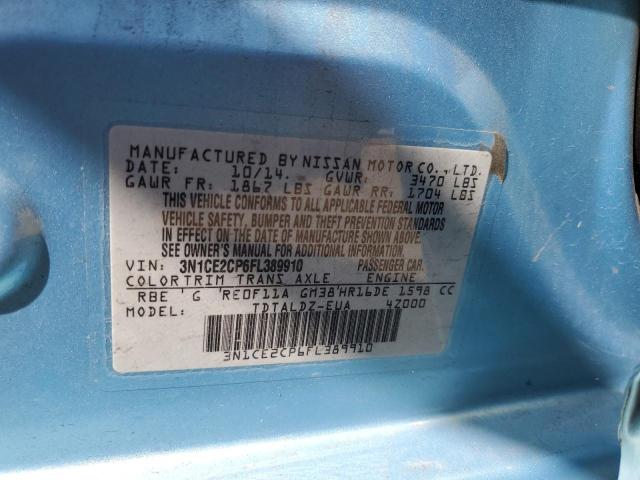 MANUFACTURED BY NISSAN MOTOR CO., LTD.
DATE: 10/14. GVWR: 3470 LBS
GAWR FR: 1867 LBS GAWR RR: 1704 LBS
THIS VEHICLE CONFORMS TO ALL APPLICABLE FEDERAL MOTOR
VEHICLE SAFETY, BUMPER AND THEFT PREVENTION STANDARDS
IN EFFECT ON THE DATE OF MANUFACTURE SHOWN ABOVE.
SEE OWNER'S MANUAL FOR ADDITIONAL INFORMATION.
VIN: 3N1CE2CP6FL389910 PASSENGER CAR.
COLOR TRIM TRANS AXLE ENGINE
RBE G RE0F11A GM38 HR16DE 1598 CC
MODEL: TDTALDZ-EUA 4Z000
3N1CE2CP6FL389910